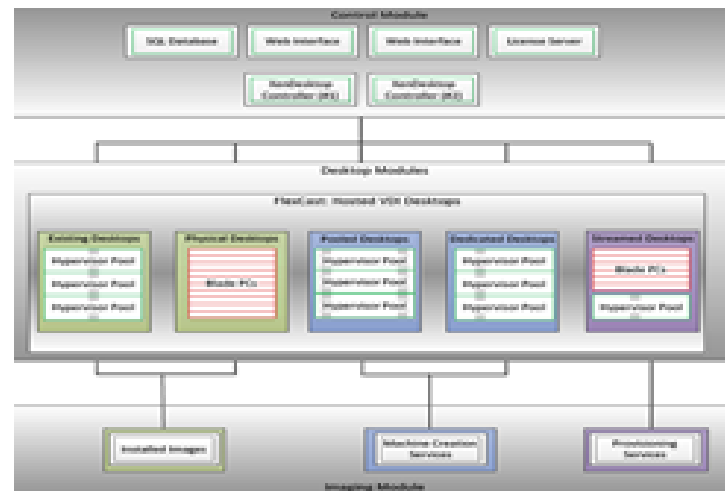 Control Module
SQL Database
Web Interface
Web Interface
License Server
XenDesktop
Controller (R1)
XenDesktop
Controller (R2)
Desktop Modules
FlexCast: Hosted VDI Desktops
Existing Desktops
Physical Desktops
Pooled Desktops
Dedicated Desktops
Streamed Desktops
Hypervisor Pool
Hypervisor Pool
Hypervisor Pool
Blade PCs
Hypervisor Pool
Hypervisor Pool
Hypervisor Pool
Hypervisor Pool
Hypervisor Pool
Hypervisor Pool
Blade PCs
Hypervisor Pool
Installed Images
Machine Creation
Services
Provisioning
Services
Imaging Module